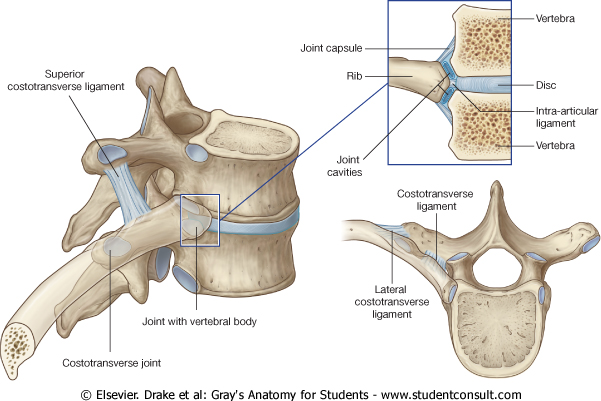 Superior
costotransverse ligament
Joint with vertebral body
Costotransverse joint
Joint capsule
Rib
Joint
cavities
Vertebra
Disc
Intra-articular
ligament
Vertebra
Costotransverse
ligament
Lateral
costotransverse
ligament
© Elsevier. Drake et al: Gray's Anatomy for Students - www.studentconsult.com